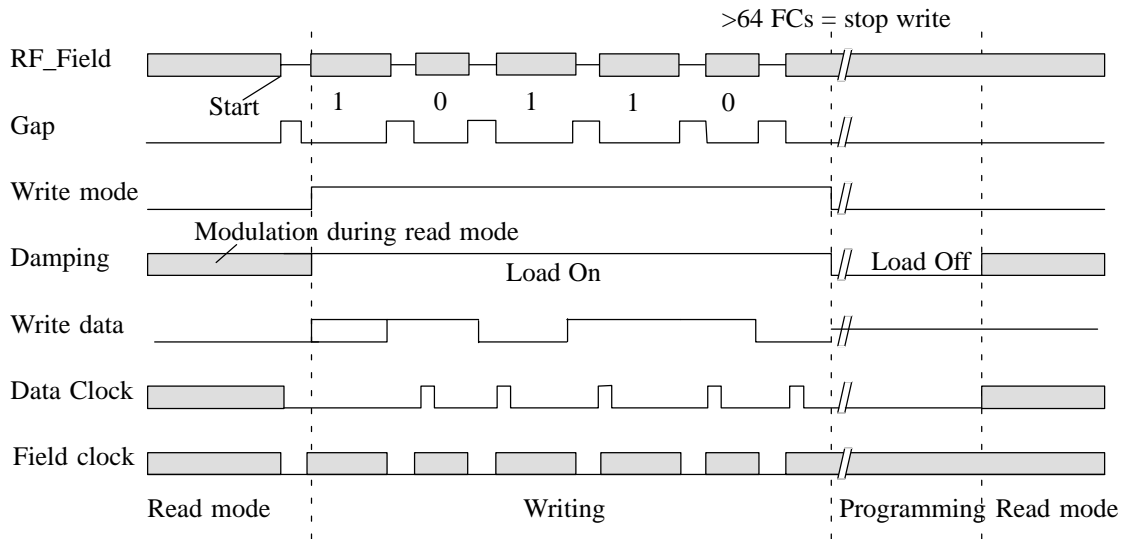 >64 FCs = stop write
RF_Field
Start
1 0 1 1 0
Gap
Write mode
Modulation during read mode
Damping
Load On
Load Off
Write data
Data Clock
Field clock
Read mode
Writing
Programming
Read mode